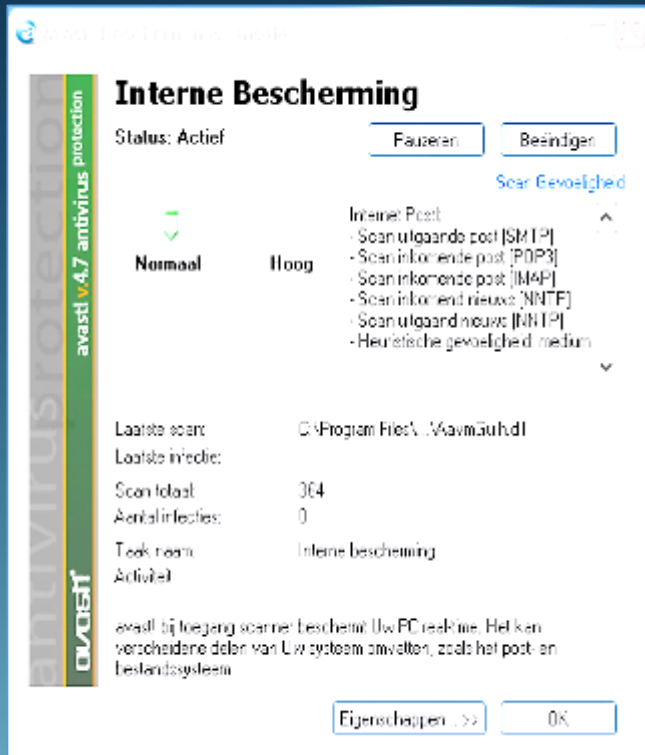 Interne Bescherming
Status: Actief
Pauzeren
Beëindigen
Scan Gevoeligheid
Normaal
Hoog
Internet Post:
- Scan uitgaande post [SMTP]
- Scan inkomende post [POP3]
- Scan inkomende post [IMAP]
- Scan inkomend nieuws [NNTP]
- Scan uitgaand nieuws [NNTP]
- Heuristische gevoeligheid: medium
Laatste scan:
C:\Program Files\...\AavmGuih.dll
Laatste infectie:
Scan totaal:
364
Aantal infecties:
0
Taak naam:
Interne bescherming
Activiteit
avast! bij toegang scanner beschermt Uw PC realtime. Het kan
verscheidene delen van Uw systeem omvatten, zoals het post- en
bestandssysteem
Eigenschappen... >>
OK
avast! v.4.7 antivirus protection
antivirusprotection
avast!